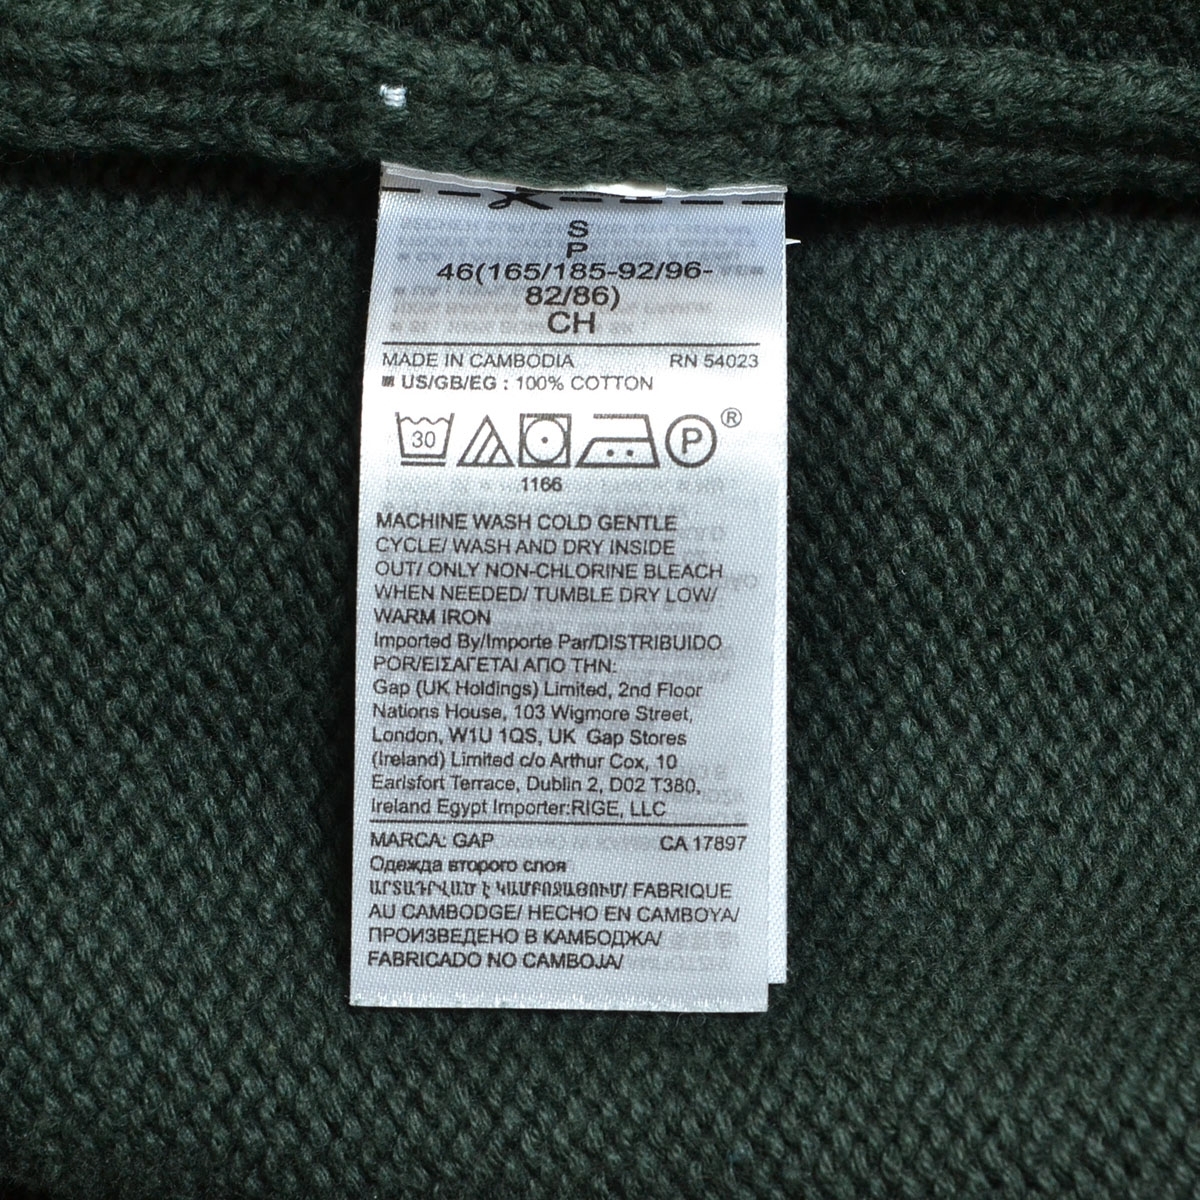 S
P
46(165/185-92/96-
82/86)
CH
MADE IN CAMBODIA RN 54023
US/GB/EG : 100% COTTON
30 P ®
1166
MACHINE WASH COLD GENTLE
CYCLE/ WASH AND DRY INSIDE
OUT/ ONLY NON-CHLORINE BLEACH
WHEN NEEDED/ TUMBLE DRY LOW/
WARM IRON
Imported By/Importe Par/DISTRIBUIDO
POR/ΕΙΣΑΓΕΤΑΙ ΑΠΟ ΤΗΝ:
Gap (UK Holdings) Limited, 2nd Floor
Nations House, 103 Wigmore Street,
London, W1U 1QS, UK Gap Stores
(Ireland) Limited c/o Arthur Cox, 10
Earlsfort Terrace, Dublin 2, D02 T380,
Ireland Egypt Importer:RIGE, LLC
MARCA: GAP CA 17897
Одежда второго слоя
ԱՐՏԱԴՐՎԱԾ Է ԿԱՄԲՈՋԱՅՈՒՄ/ FABRIQUE
AU CAMBODGE/ HECHO EN CAMBOYA/
ПРОИЗВЕДЕНО В КАМБОДЖА/
FABRICADO NO CAMBOJA/